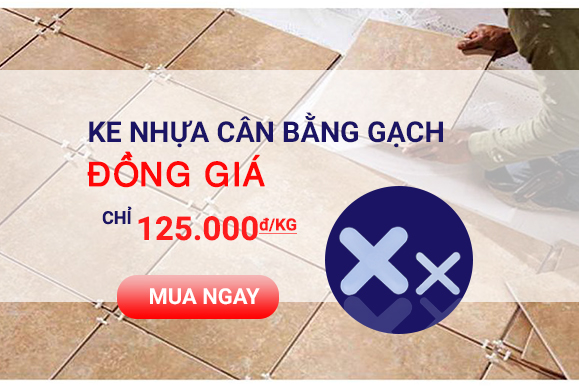 KE NHỰA CÂN BẰNG GẠCH
ĐỒNG GIÁ
CHỈ 125.000đ/KG
MUA NGAY